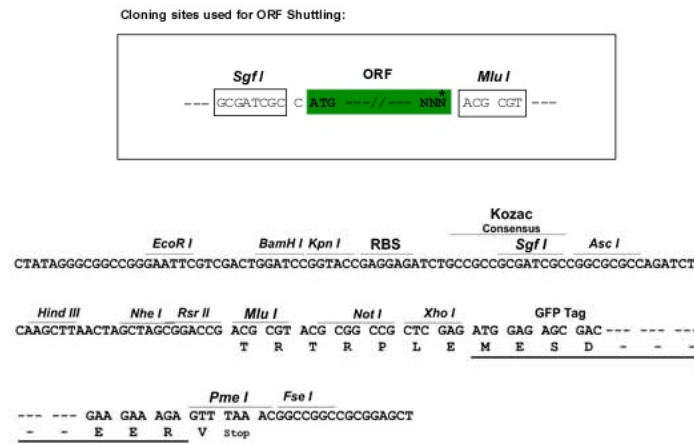 Cloning sites used for ORF Shuttling:
Sgf I ORF Mlu I
--- GCGATCGC C ATG ---//--- NNN* ACG CGT ---
Kozac
Consensus
EcoR I BamH I Kpn I RBS Sgf I Asc I
CTATAGGGCGGCCGGGAATTCGTCGACTGGATCCGGTACCGAGGAGATCTGCCGCCGCGATCGCCGGCGCGCCAGATCT
Hind III Nhe I Rsr II Mlu I Not I Xho I GFP Tag
CAAGCTTAACTAGCTAGCGGACCG ACG CGT ACG CGG CCG CTC GAG ATG GAG AGC GAC--- --- ---
T R T R P L E M E S D - - -
Pme I Fse I
--- --- GAA GAA AGA GTT TAA ACGGCCGGCCGCGGAGCT
- - E E R V Stop